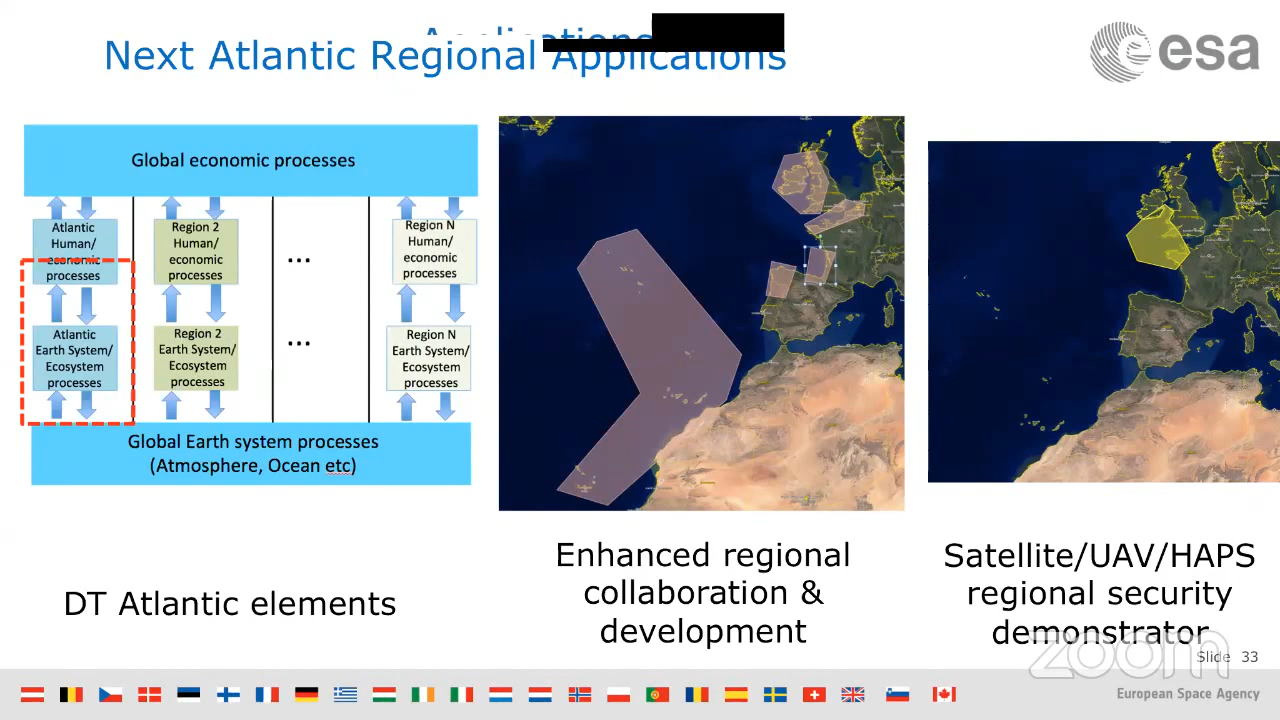 Applications
Next Atlantic Regional Applications
esa
Global economic processes
Atlantic
Human/
economic
processes
Region 2
Human/
economic
processes
...
Region N
Human/
economic
processes
Atlantic
Earth System/
Ecosystem
processes
Region 2
Earth System/
Ecosystem
processes
...
Region N
Earth System/
Ecosystem
processes
Global Earth system processes
(Atmosphere, Ocean etc)
DT Atlantic elements
Enhanced regional
collaboration &
development
Satellite/UAV/HAPS
regional security
demonstrator
zoom
Slide 33
European Space Agency